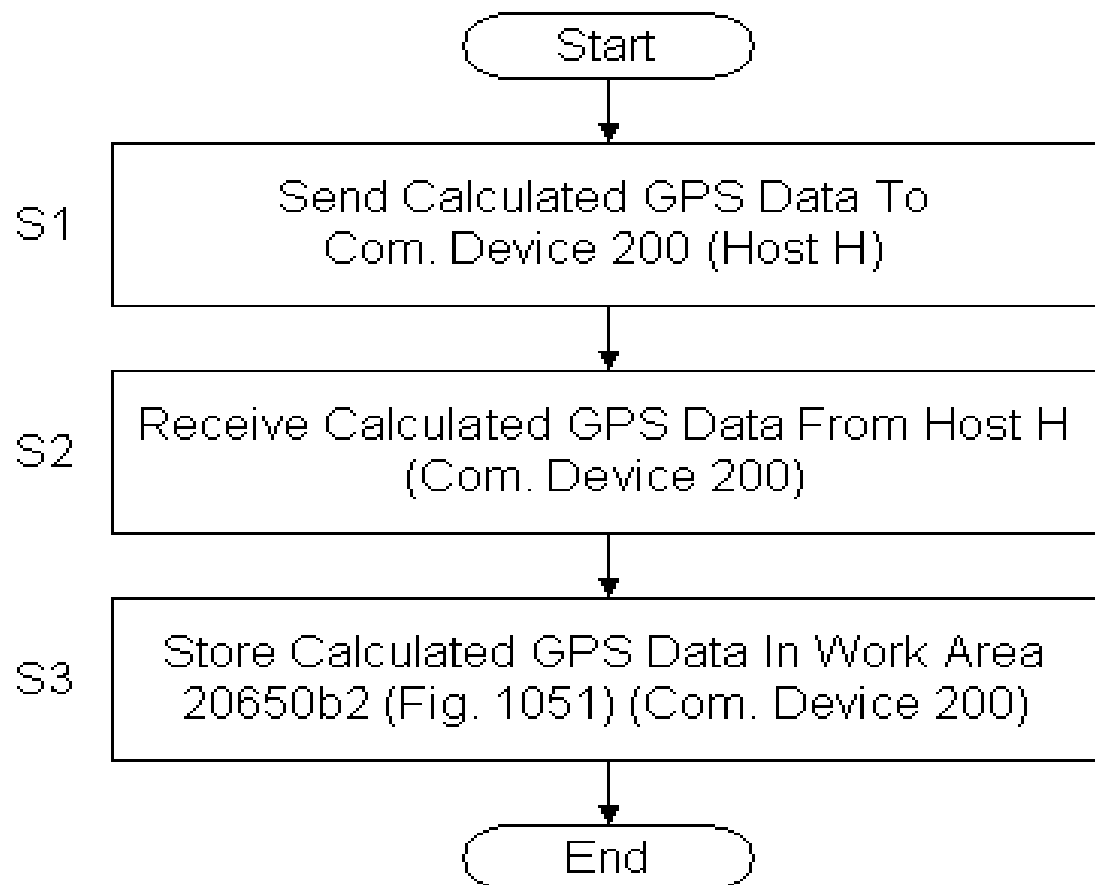 Start
S1
Send Calculated GPS Data To
Com. Device 200 (Host H)
S2
Receive Calculated GPS Data From Host H
(Com. Device 200)
S3
Store Calculated GPS Data In Work Area
20650b2 (Fig. 1051) (Com. Device 200)
End